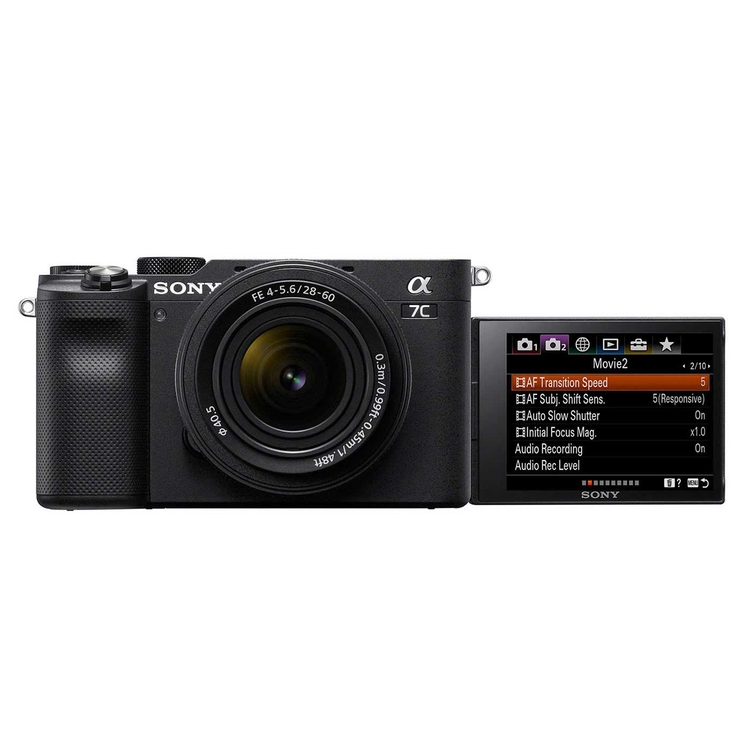 SONY
α
7C
FE 4-5.6/28-60
0.3m/0.99ft-0.45m/1.48ft
Φ40.5
1 2
Movie2
2/10
AF Transition Speed 5
AF Subj. Shift Sens. 5(Responsive)
Auto Slow Shutter On
Initial Focus Mag. x1.0
Audio Recording On
Audio Rec Level
? MENU
SONY